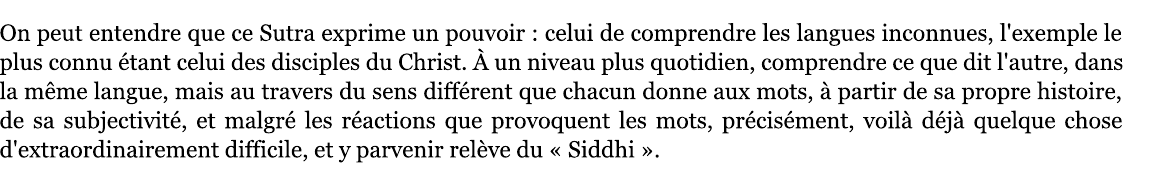 On peut entendre que ce Sutra exprime un pouvoir : celui de comprendre les langues inconnues, l'exemple le
plus connu étant celui des disciples du Christ. À un niveau plus quotidien, comprendre ce que dit l'autre, dans
la même langue, mais au travers du sens différent que chacun donne aux mots, à partir de sa propre histoire,
de sa subjectivité, et malgré les réactions que provoquent les mots, précisément, voilà déjà quelque chose
d'extraordinairement difficile, et y parvenir relève du « Siddhi ».